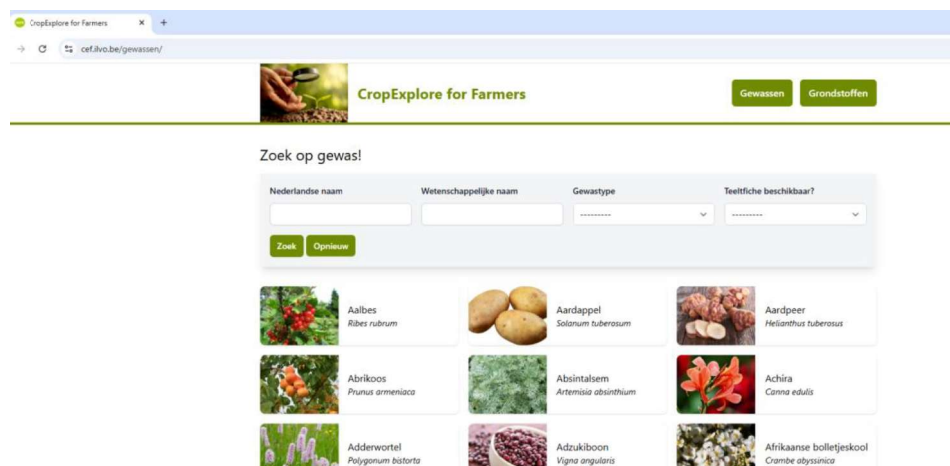 CropExplore for Farmers
cef.ilvo.be/gewassen/
CropExplore for Farmers
Gewassen Grondstoffen
Zoek op gewas!
Nederlandse naam Wetenschappelijke naam Gewastype Teeltfiche beschikbaar?
--------- ---------
Zoek Opnieuw
Aalbes Aardappel Aardpeer
Ribes rubrum Solanum tuberosum Helianthus tuberosus
Abrikoos Absintalsem Achira
Prunus armeniaca Artemisia absinthium Canna edulis
Adderwortel Adzukiboon Afrikaanse bolletjeskool
Polygonum bistorta Vigna angularis Crambe abyssinica